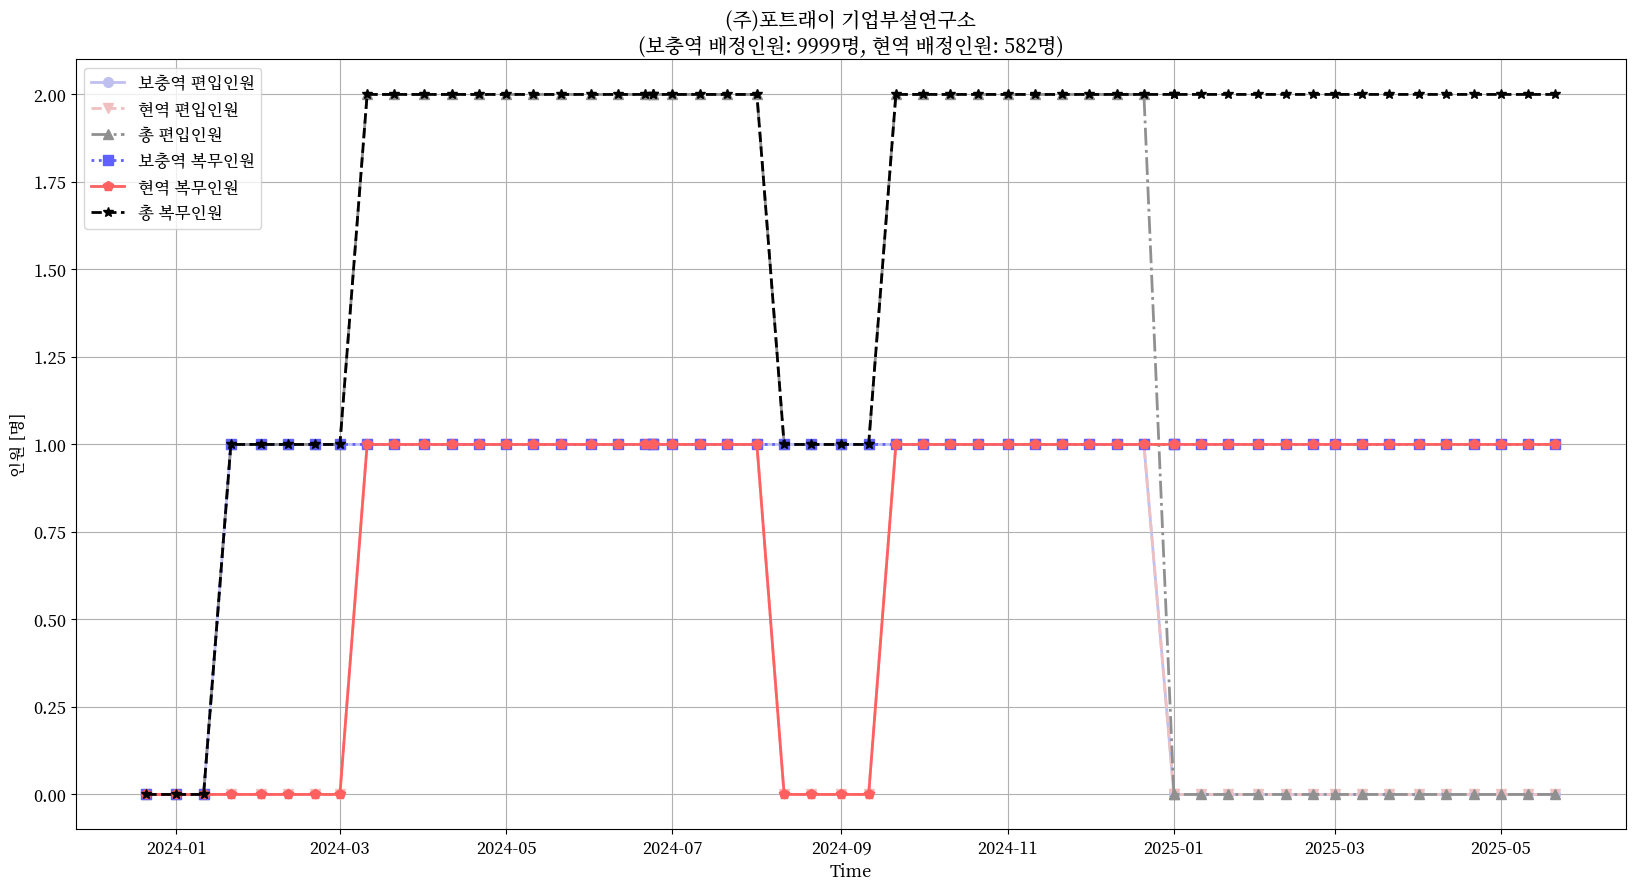 (주)포트래이 기업부설연구소
(보충역 배정인원: 9999명, 현역 배정인원: 582명)
보충역 편입인원
현역 편입인원
총 편입인원
보충역 복무인원
현역 복무인원
총 복무인원
2.00
1.75
1.50
1.25
1.00
0.75
0.50
0.25
0.00
인원 [명]
2024-01
2024-03
2024-05
2024-07
2024-09
2024-11
2025-01
2025-03
2025-05
Time